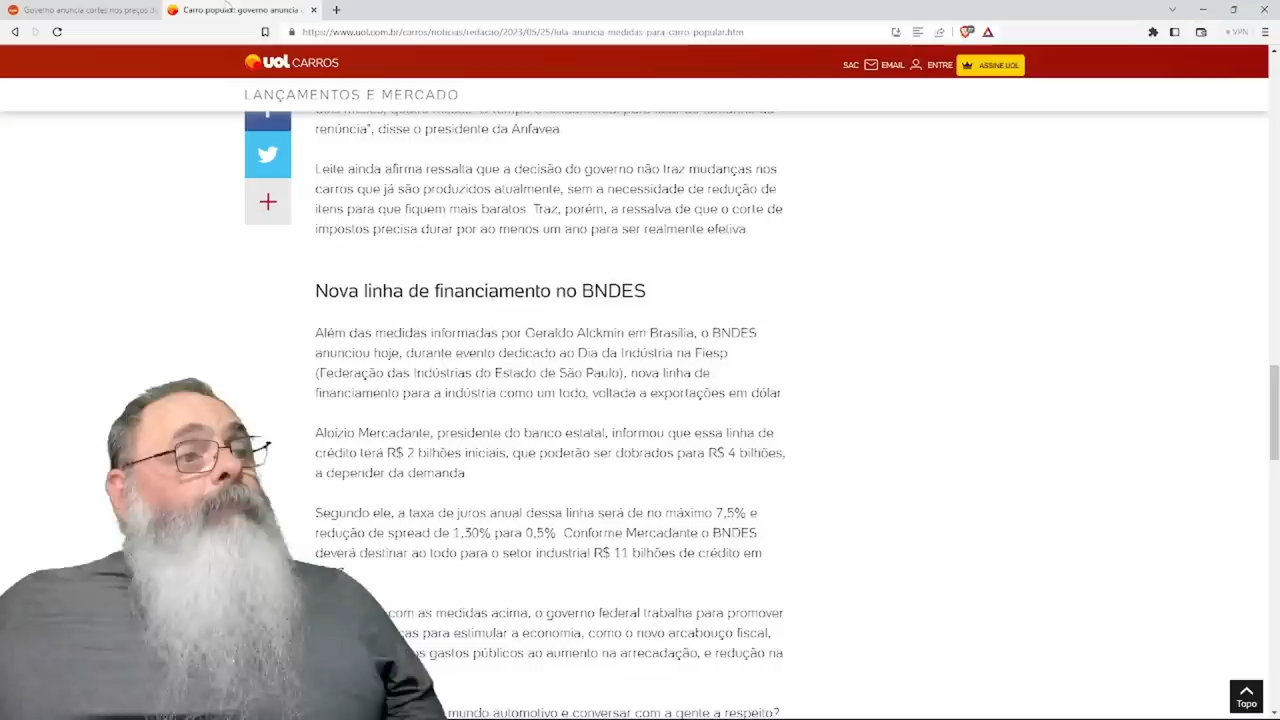 Governo anuncia cortes nos preços d
Carro popular: governo anuncia
https://www.uol.com.br/carros/noticias/redacao/2023/05/25/lula-anuncia-medidas-para-carro-popular.htm
VPN
uol CARROS
SAC EMAIL ENTRE ASSINE UOL
LANÇAMENTOS E MERCADO
renúncia”, disse o presidente da Anfavea.
Leite ainda afirma ressalta que a decisão do governo não traz mudanças nos
carros que já são produzidos atualmente, sem a necessidade de redução de
itens para que fiquem mais baratos. Traz, porém, a ressalva de que o corte de
impostos precisa durar por ao menos um ano para ser realmente efetiva.
Nova linha de financiamento no BNDES
Além das medidas informadas por Geraldo Alckmin em Brasília, o BNDES
anunciou hoje, durante evento dedicado ao Dia da Indústria na Fiesp
(Federação das Indústrias do Estado de São Paulo), nova linha de
financiamento para a indústria como um todo, voltada a exportações em dólar.
Aloizio Mercadante, presidente do banco estatal, informou que essa linha de
crédito terá R$ 2 bilhões iniciais, que poderão ser dobrados para R$ 4 bilhões,
a depender da demanda.
Segundo ele, a taxa de juros anual dessa linha será de no máximo 7,5% e
redução de spread de 1,30% para 0,5%. Conforme Mercadante o BNDES
deverá destinar ao todo para o setor industrial R$ 11 bilhões de crédito em
com as medidas acima, o governo federal trabalha para promover
para estimular a economia, como o novo arcabouço fiscal,
gastos públicos ao aumento na arrecadação, e redução na
mundo automotivo e conversar com a gente a respeito?
Topo